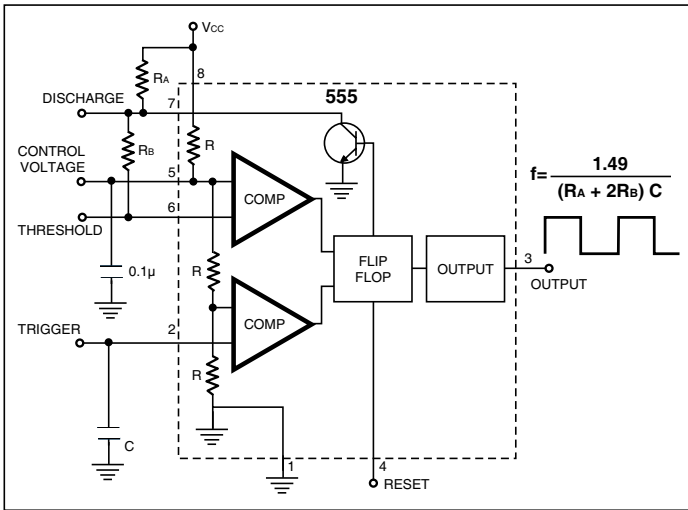 VCC
RA
8
DISCHARGE
7
555
RB
R
CONTROL
VOLTAGE
5
COMP
6
THRESHOLD
0.1µ
R
FLIP
FLOP
OUTPUT
3
OUTPUT
f= 1.49
(RA + 2RB) C
COMP
TRIGGER
2
R
C
1
4
RESET